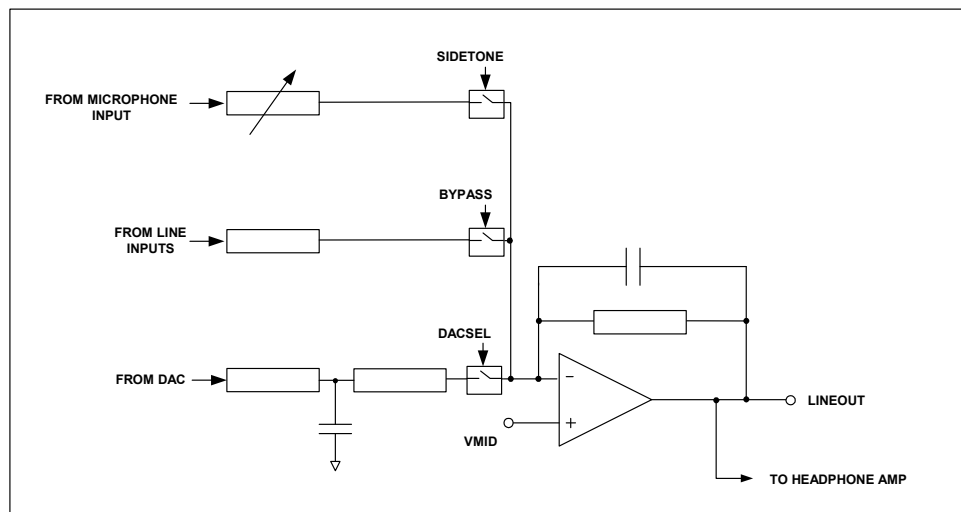 SIDETONE
FROM MICROPHONE
INPUT
BYPASS
FROM LINE
INPUTS
DACSEL
FROM DAC
−
+
VMID
LINEOUT
TO HEADPHONE AMP